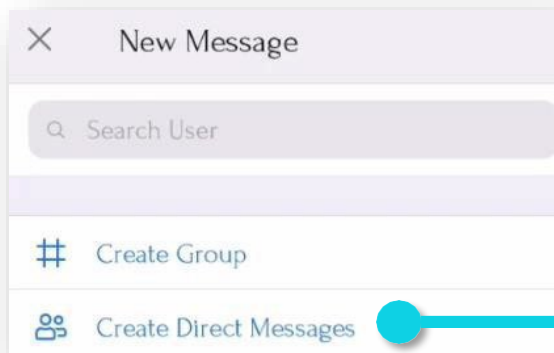 New Message
Search User
Create Group
Create Direct Messages